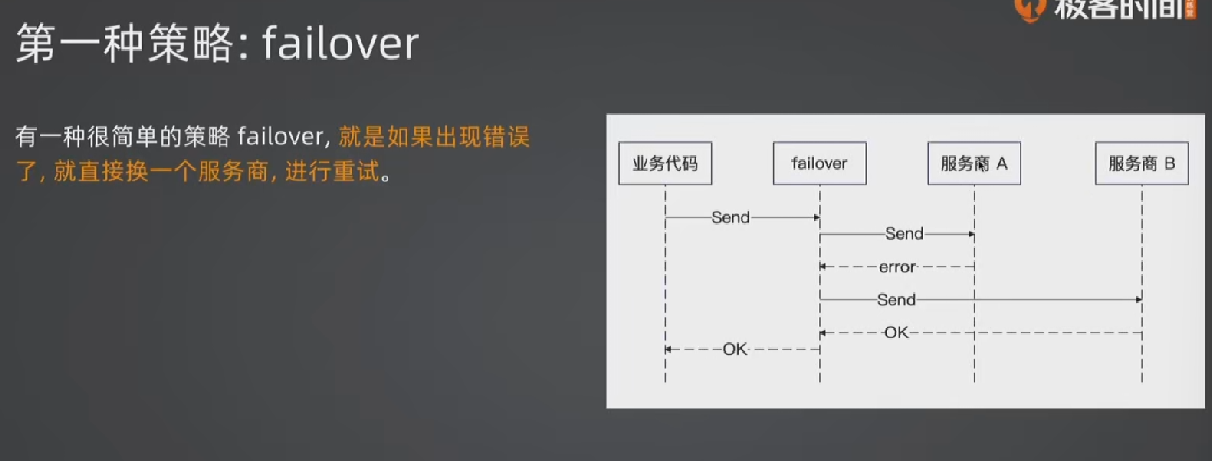 极客时间
第一种策略: failover
有一种很简单的策略 failover, 就是如果出现错误
了, 就直接换一个服务商, 进行重试。
业务代码
failover
服务商 A
服务商 B
Send
Send
error
Send
OK
OK